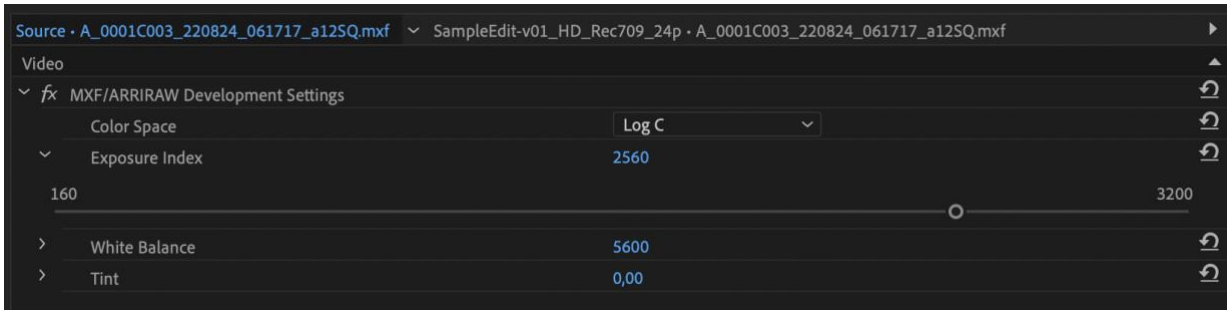 Source • A_0001C003_220824_061717_a12SQ.mxf SampleEdit-v01_HD_Rec709_24p • A_0001C003_220824_061717_a12SQ.mxf
Video
fx MXF/ARRIRAW Development Settings
Color Space Log C
Exposure Index 2560
160 3200
White Balance 5600
Tint 0,00